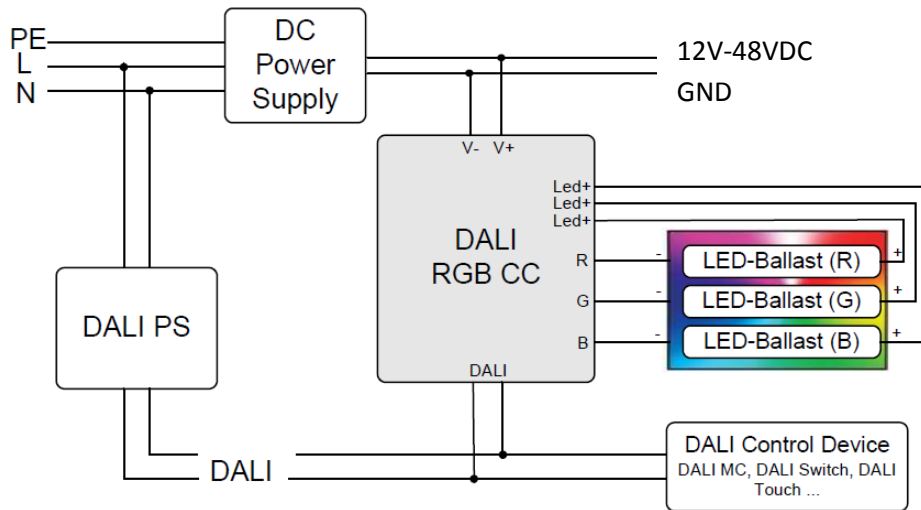 PE
L
N
DC
Power
Supply
12V-48VDC
GND
V- V+
Led+
Led+
Led+
DALI
RGB CC
R
G
B
DALI
- LED-Ballast (R) +
- LED-Ballast (G) +
- LED-Ballast (B) +
DALI PS
DALI
DALI Control Device
DALI MC, DALI Switch, DALI
Touch ...